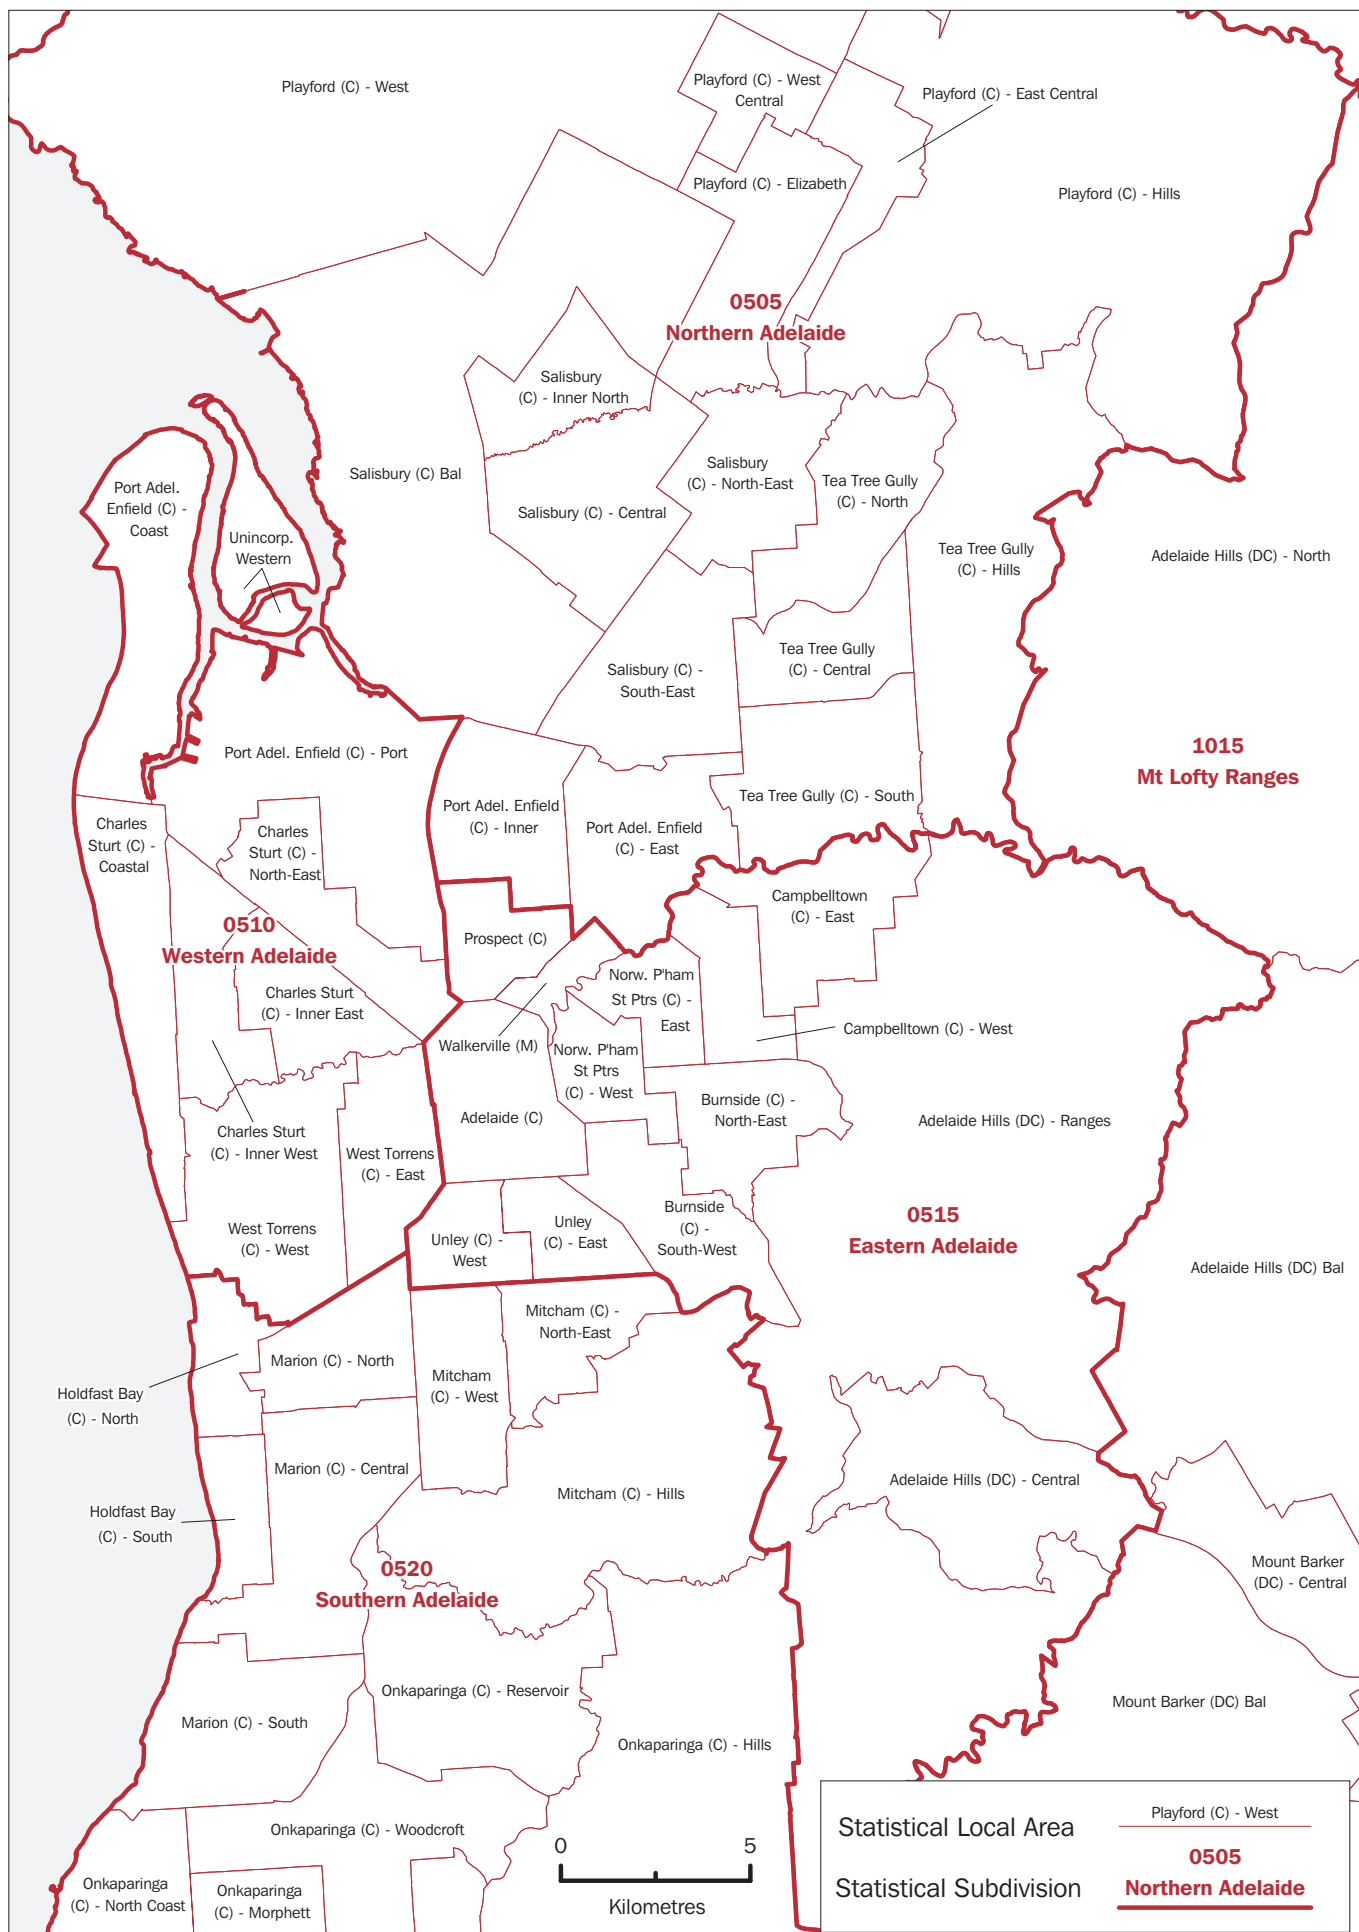 Playford (C) - West
Playford (C) - West
Central
Playford (C) - East Central
Playford (C) - Elizabeth
Playford (C) - Hills
0505
Northern Adelaide
Salisbury
(C) - Inner North
Salisbury (C) Bal
Salisbury
(C) - North-East
Tea Tree Gully
(C) - North
Port Adel.
Enfield (C) -
Coast
Salisbury (C) - Central
Unincorp.
Western
Tea Tree Gully
(C) - Hills
Adelaide Hills (DC) - North
Tea Tree Gully
(C) - Central
Salisbury (C) -
South-East
Port Adel. Enfield (C) - Port
1015
Mt Lofty Ranges
Tea Tree Gully (C) - South
Port Adel. Enfield
(C) - Inner
Port Adel. Enfield
(C) - East
Charles
Sturt (C) -
Coastal
Charles
Sturt (C) -
North-East
Campbelltown
(C) - East
0510
Western Adelaide
Prospect (C)
Norw. P'ham
St Ptrs (C) -
East
Charles Sturt
(C) - Inner East
Campbelltown (C) - West
Walkerville (M)
Norw. P'ham
St Ptrs
(C) - West
Burnside (C) -
North-East
Adelaide (C)
Adelaide Hills (DC) - Ranges
Charles Sturt
(C) - Inner West
West Torrens
(C) - East
0515
Eastern Adelaide
Burnside
(C) -
South-West
Unley
(C) - East
Unley (C) -
West
West Torrens
(C) - West
Adelaide Hills (DC) Bal
Mitcham (C) -
North-East
Marion (C) - North
Mitcham
(C) - West
Holdfast Bay
(C) - North
Marion (C) - Central
Adelaide Hills (DC) - Central
Mitcham (C) - Hills
Holdfast Bay
(C) - South
Mount Barker
(DC) - Central
0520
Southern Adelaide
Onkaparinga (C) - Reservoir
Mount Barker (DC) Bal
Marion (C) - South
Onkaparinga (C) - Hills
Onkaparinga (C) - Woodcroft
Onkaparinga
(C) - North Coast
Onkaparinga
(C) - Morphett
0 5
Kilometres
Statistical Local Area
Playford (C) - West
Statistical Subdivision
0505
Northern Adelaide